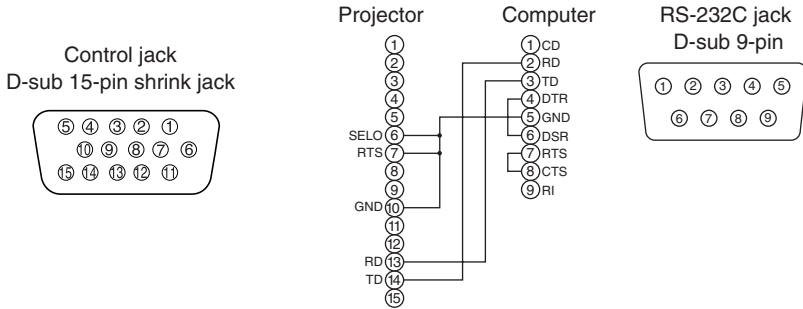 Control jack
D-sub 15-pin shrink jack
5 4 3 2 1
10 9 8 7 6
15 14 13 12 11
Projector
1
2
3
4
5
SELO 6
RTS 7
8
9
GND 10
11
12
RD 13
TD 14
15
Computer
1 CD
2 RD
3 TD
4 DTR
5 GND
6 DSR
7 RTS
8 CTS
9 RI
RS-232C jack
D-sub 9-pin
1 2 3 4 5
6 7 8 9